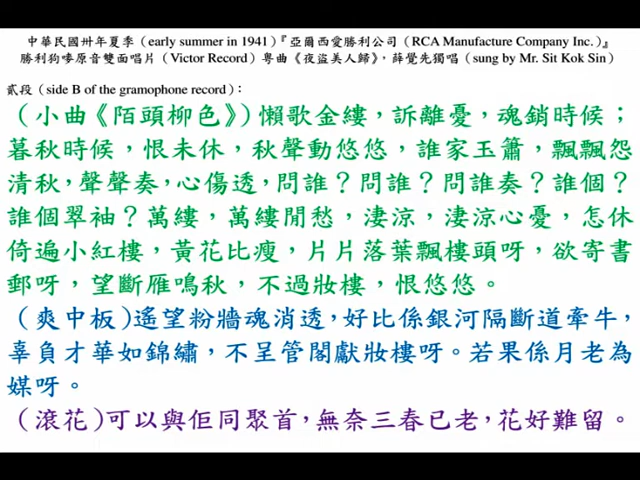 中華民國卅年夏季（early summer in 1941）『亞爾西愛勝利公司（RCA Manufacture Company Inc.）』
勝利狗嘜原音雙面唱片（Victor Record）粵曲《夜盜美人歸》，薛覺先獨唱（sung by Mr. Sit Kok Sin）
貳段（side B of the gramophone record）：
（小曲《陌頭柳色》）懶歌金縷，訴離憂，魂銷時候；
暮秋時候，恨未休，秋聲動悠悠，誰家玉簫，飄飄怨
清秋，聲聲奏，心傷透，問誰？問誰？問誰奏？誰個？
誰個翠袖？萬縷，萬縷閒愁，淒涼，淒涼心憂，怎休
倚遍小紅樓，黃花比瘦，片片落葉飄樓頭呀，欲寄書
郵呀，望斷雁鳴秋，不過妝樓，恨悠悠。
（爽中板）遙望粉牆魂消透，好比係銀河隔斷道牽牛，
辜負才華如錦繡，不呈管閣獻妝樓呀。若果係月老為
媒呀。
（滾花）可以與佢同聚首，無奈三春已老，花好難留。